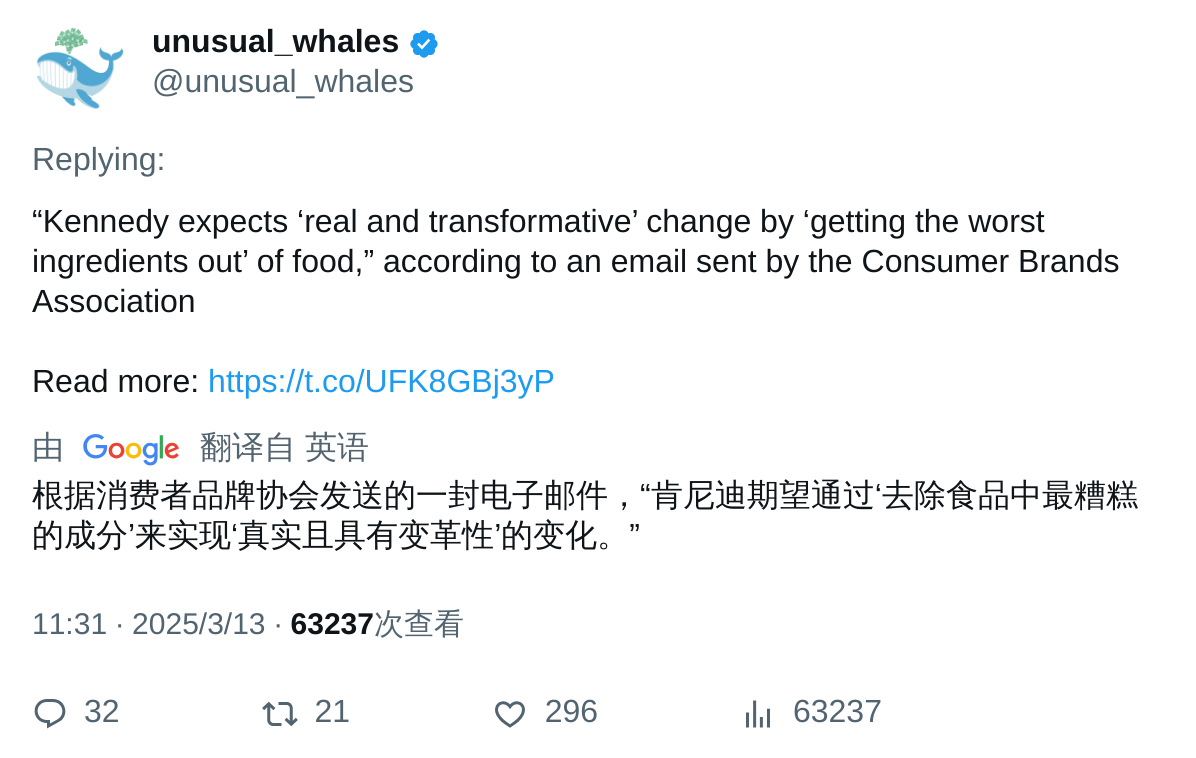 unusual_whales
@unusual_whales
Replying:
“Kennedy expects ‘real and transformative’ change by ‘getting the worst
ingredients out’ of food,” according to an email sent by the Consumer Brands
Association
Read more: https://t.co/UFK8GBj3yP
由 Google 翻译自 英语
根据消费者品牌协会发送的一封电子邮件，“肯尼迪期望通过‘去除食品中最糟糕
的成分’来实现‘真实且具有变革性’的变化。”
11:31 · 2025/3/13 · 63237次查看
32 21 296 63237